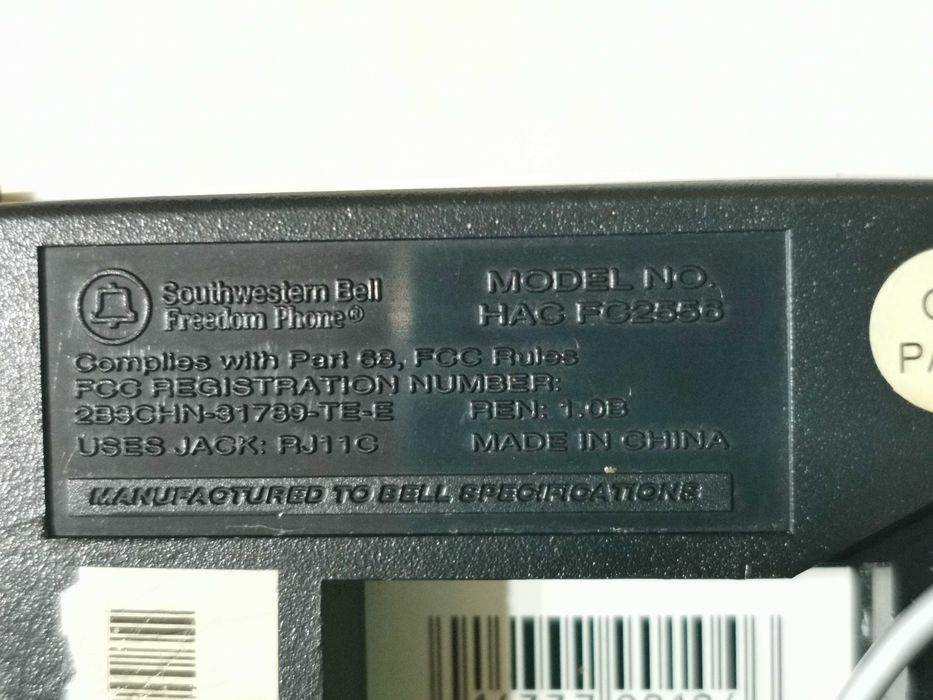 Southwestern Bell
Freedom Phone®
MODEL NO.
HAC FC2556
Complies with Part 68, FCC Rules
FCC REGISTRATION NUMBER:
2B3CHN-31789-TE-E REN: 1.0B
USES JACK: RJ11C MADE IN CHINA
MANUFACTURED TO BELL SPECIFICATIONS